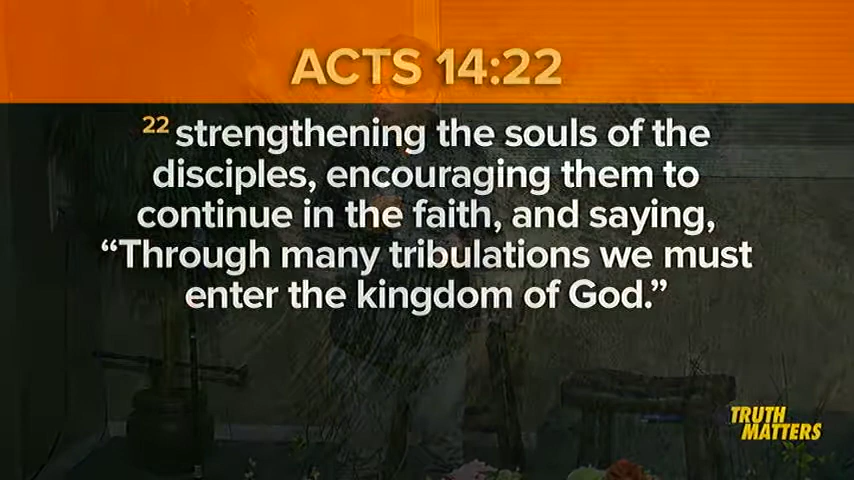 ACTS 14:22
22 strengthening the souls of the
disciples, encouraging them to
continue in the faith, and saying,
“Through many tribulations we must
enter the kingdom of God.”
TRUTH
MATTERS